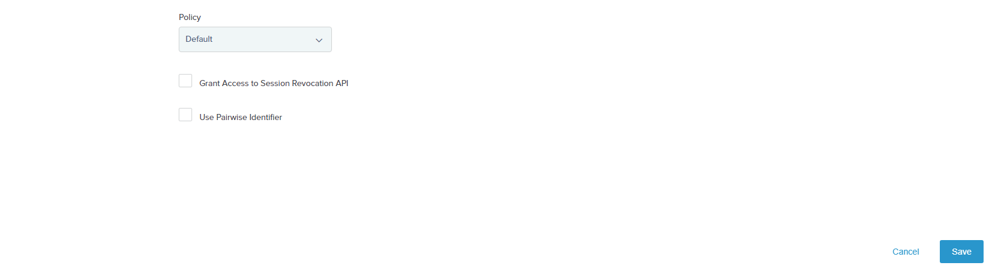 Policy
Default
Grant Access to Session Revocation API
Use Pairwise Identifier
Cancel
Save